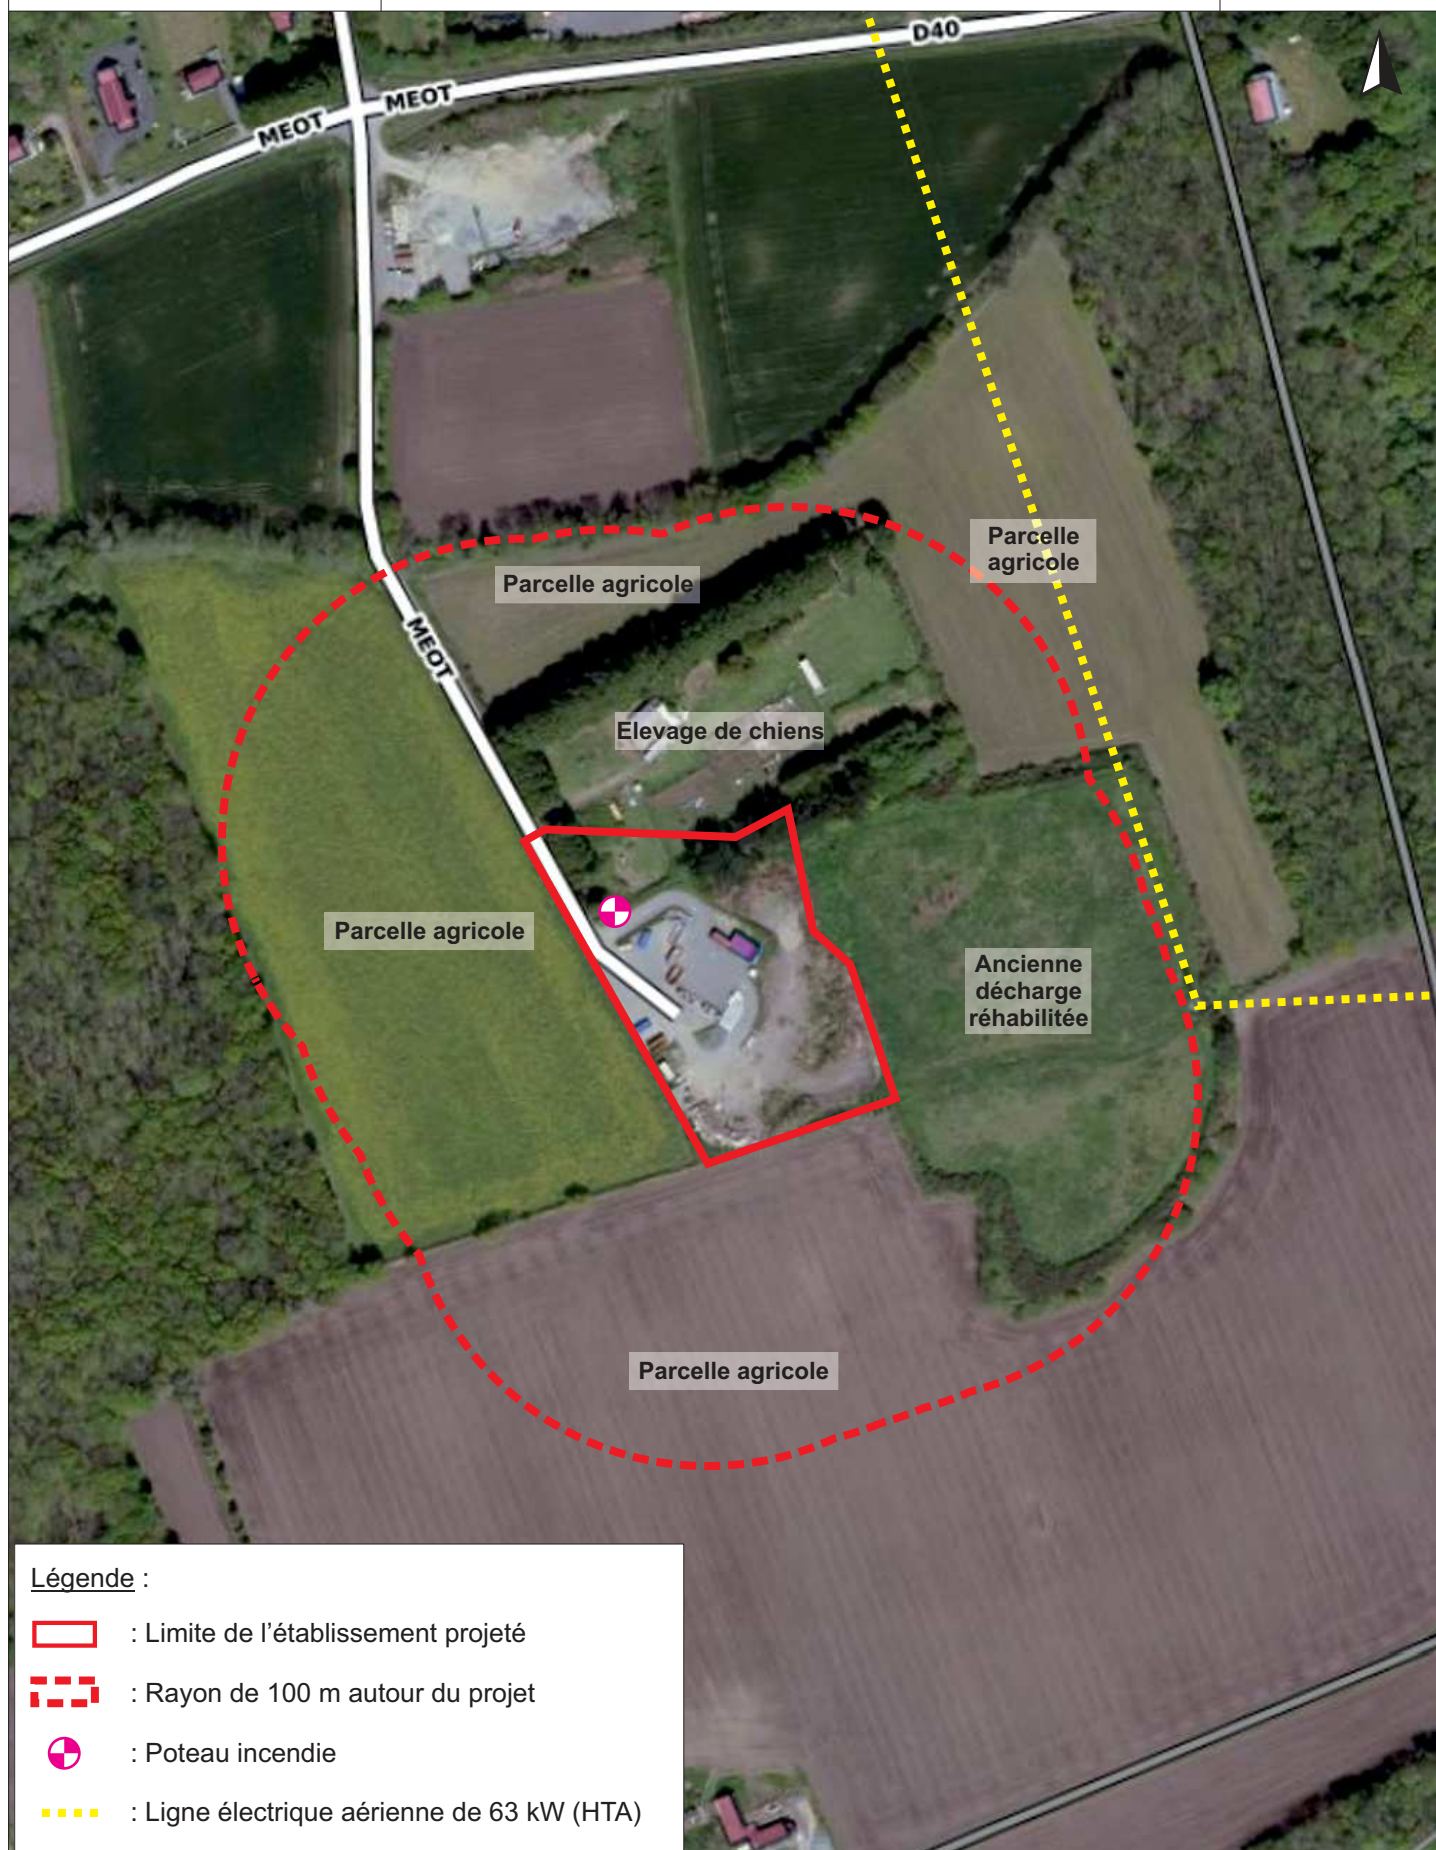 D40
MEOT
MEOT
Parcelle
agricole
Parcelle agricole
MEOT
Elevage de chiens
Parcelle agricole
Ancienne
décharge
réhabilitée
Parcelle agricole
Légende :
: Limite de l’établissement projeté
: Rayon de 100 m autour du projet
: Poteau incendie
: Ligne électrique aérienne de 63 kW (HTA)